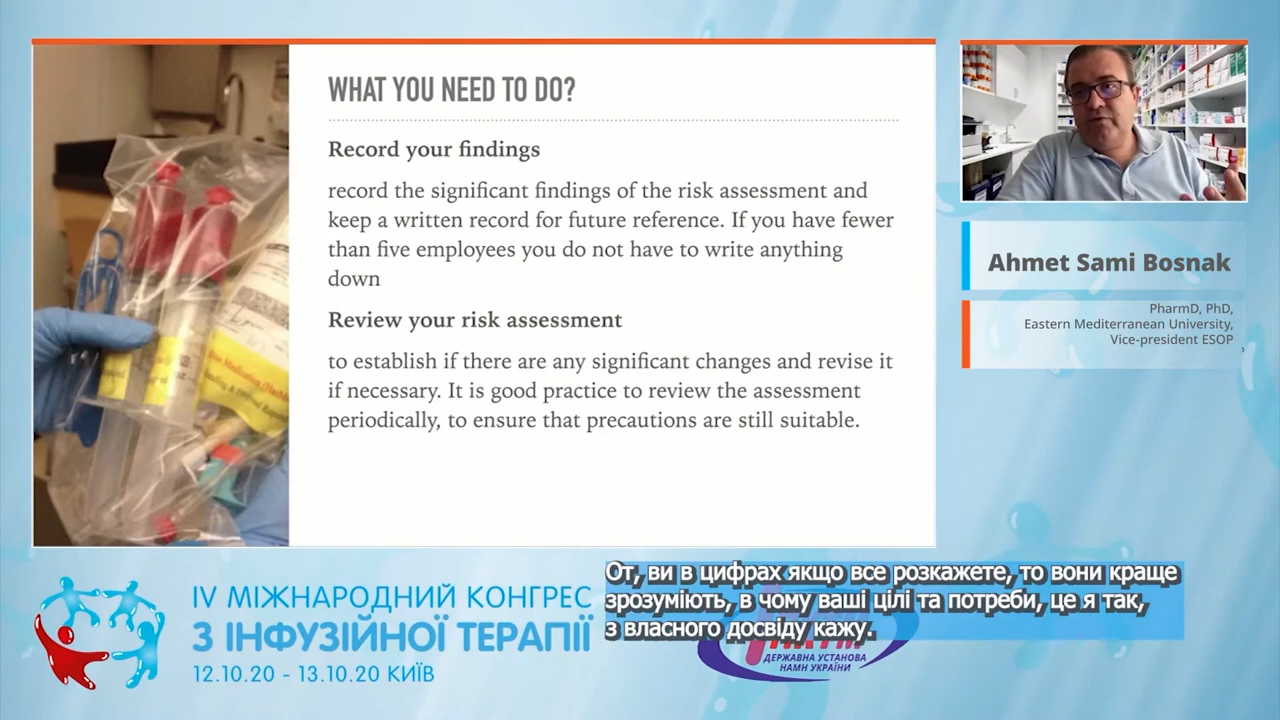 WHAT YOU NEED TO DO?
Record your findings
record the significant findings of the risk assessment and
keep a written record for future reference. If you have fewer
than five employees you do not have to write anything
down
Review your risk assessment
to establish if there are any significant changes and revise it
if necessary. It is good practice to review the assessment
periodically, to ensure that precautions are still suitable.
Ahmet Sami Bosnak
PharmD, PhD,
Eastern Mediterranean University,
Vice-president ESOP
IV МІЖНАРОДНИЙ КОНГРЕС
З ІНФУЗІЙНОЇ ТЕРАПІЇ
12.10.20 - 13.10.20 КИЇВ
От, ви в цифрах якщо все розкажете, то вони краще
зрозуміють, в чому ваші цілі та потреби, це я так,
з власного досвіду кажу.
ДЕРЖАВНА УСТАНОВА
НАМН УКРАЇНИ